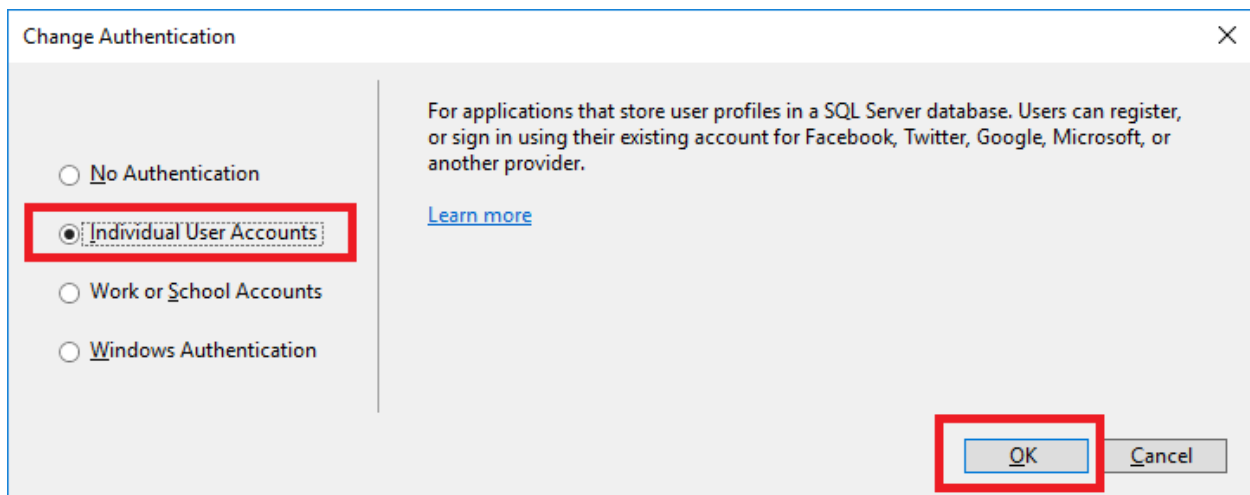 Change Authentication
No Authentication
Individual User Accounts
Work or School Accounts
Windows Authentication
For applications that store user profiles in a SQL Server database. Users can register,
or sign in using their existing account for Facebook, Twitter, Google, Microsoft, or
another provider.
Learn more
OK
Cancel